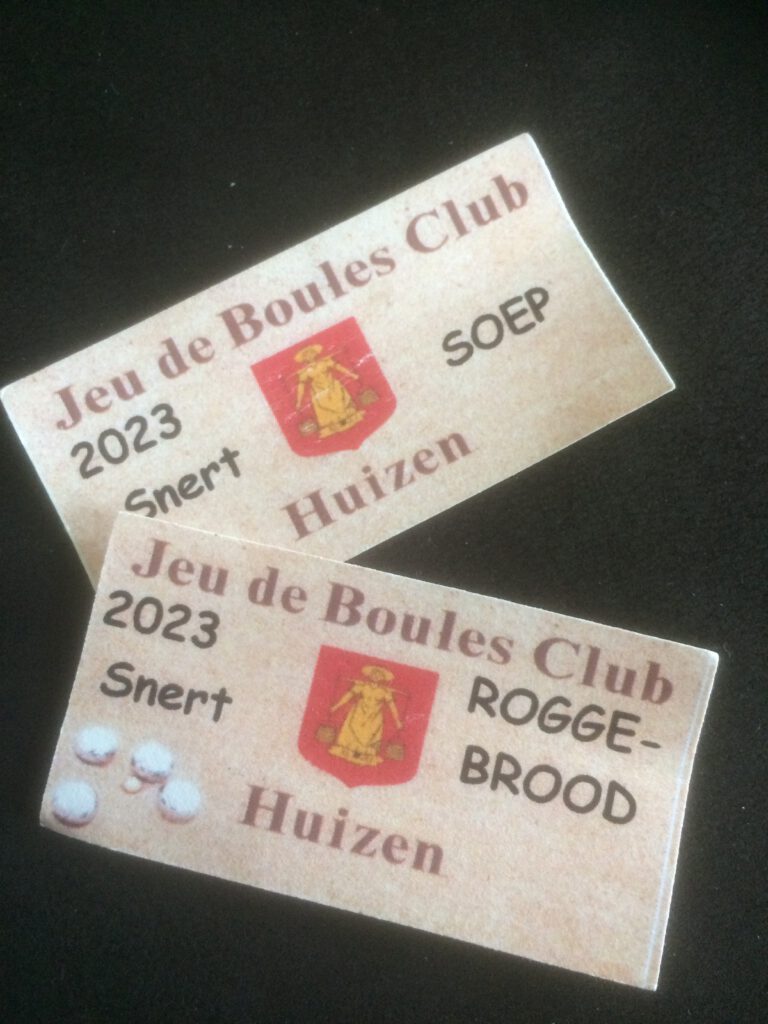 Jeu de Boules Club
2023
SOEP
Snert
Huizen
Jeu de Boules Club
2023
Snert
ROGGE-
BROOD
Huizen